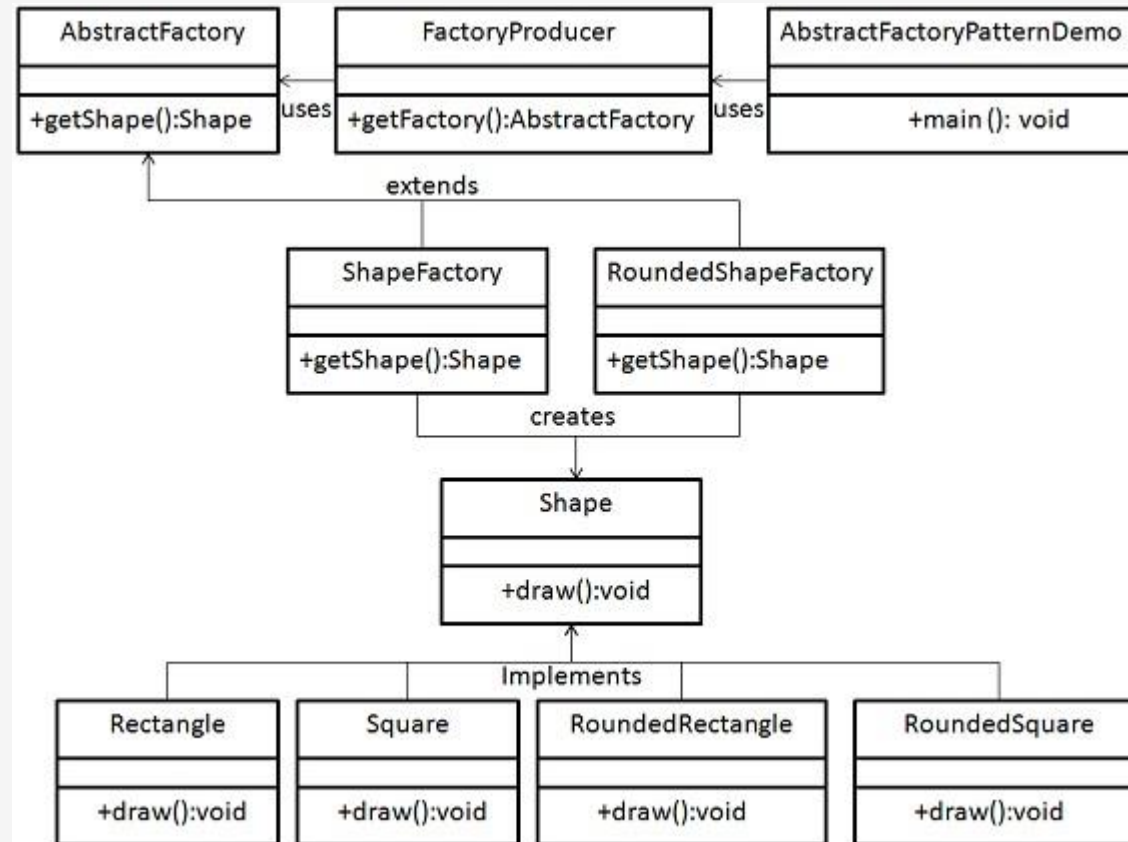 AbstractFactory
+getShape():Shape
uses
FactoryProducer
+getFactory():AbstractFactory
uses
AbstractFactoryPatternDemo
+main (): void
extends
ShapeFactory
+getShape():Shape
RoundedShapeFactory
+getShape():Shape
creates
Shape
+draw():void
Implements
Rectangle
+draw():void
Square
+draw():void
RoundedRectangle
+draw():void
RoundedSquare
+draw():void